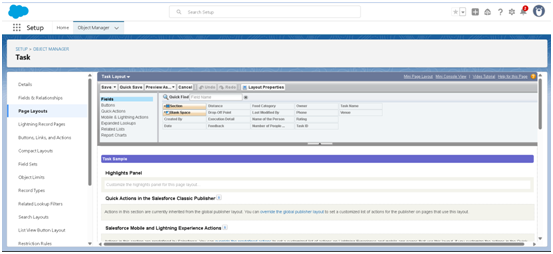 Search Setup
Setup
Home
Object Manager
SETUP > OBJECT MANAGER
Task
Details
Fields & Relationships
Page Layouts
Lightning Record Pages
Buttons, Links, and Actions
Compact Layouts
Field Sets
Object Limits
Record Types
Related Lookup Filters
Search Layouts
List View Button Layout
Restriction Rules
Task Layout
Mini Page Layout | Mini Console View | Video Tutorial Help for this Page
Save Quick Save Preview As... Cancel Undo Redo Layout Properties
Fields
Buttons
Quick Actions
Mobile & Lightning Actions
Expanded Lookups
Related Lists
Report Charts
Quick Find Field Name
Section Distance Food Category Owner Task Name
Blank Space Drop Off Point Last Modified By Phone Venue
Created By Execution Detail Name of the Person Rating
Date Feedback Number of People ... Task ID
Task Sample
Highlights Panel
Customize the highlights panel for this page layout...
Quick Actions in the Salesforce Classic Publisher
Actions in this section are currently inherited from the global publisher layout. You can override the global publisher layout to set a customized list of actions for the publisher on pages that use this layout.
Salesforce Mobile and Lightning Experience Actions